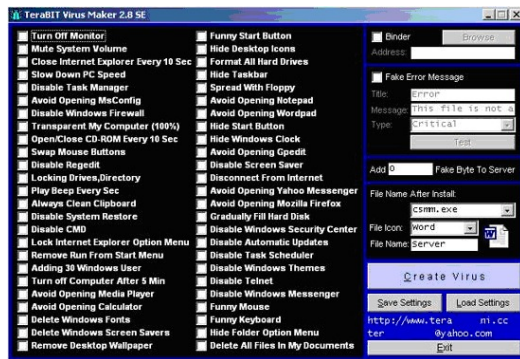 TeraBIT Virus Maker 2.8 SE
Turn Off Monitor
Mute System Volume
Close Internet Explorer Every 10 Sec
Slow Down PC Speed
Disable Task Manager
Avoid Opening MsConfig
Disable Windows Firewall
Transparent My Computer (100%)
Open/Close CD-ROM Every 10 Sec
Swap Mouse Buttons
Disable Regedit
Locking Drives,Directory
Play Beep Every Sec
Always Clean Clipboard
Disable System Restore
Disable CMD
Lock Internet Explorer Option Menu
Remove Run From Start Menu
Adding 30 Windows User
Turn off Computer After 5 Min
Avoid Opening Media Player
Avoid Opening Calculator
Delete Windows Fonts
Delete Windows Screen Savers
Remove Desktop Wallpaper
Funny Start Button
Hide Desktop Icons
Format All Hard Drives
Hide Taskbar
Spread With Floppy
Avoid Opening Notepad
Avoid Opening Wordpad
Hide Start Button
Hide Windows Clock
Avoid Opening Gpedit
Disable Screen Saver
Disconnect From Internet
Avoid Opening Yahoo Messenger
Avoid Opening Mozilla Firefox
Gradually Fill Hard Disk
Disable Windows Security Center
Disable Automatic Updates
Disable Task Scheduler
Disable Windows Themes
Disable Telnet
Disable Windows Messenger
Funny Mouse
Funny Keyboard
Hide Folder Option Menu
Delete All Files In My Documents
Binder Browse
Address:
Fake Error Message
Title: Error
Message: This file is not a
Type: Critical
Test
Add 0 Fake Byte To Server
File Name After Install:
csmm.exe
File Icon: Word
File Name: Server
Create Virus
Save Settings Load Settings
http://www.tera ni.cc
ter @yahoo.com
Exit